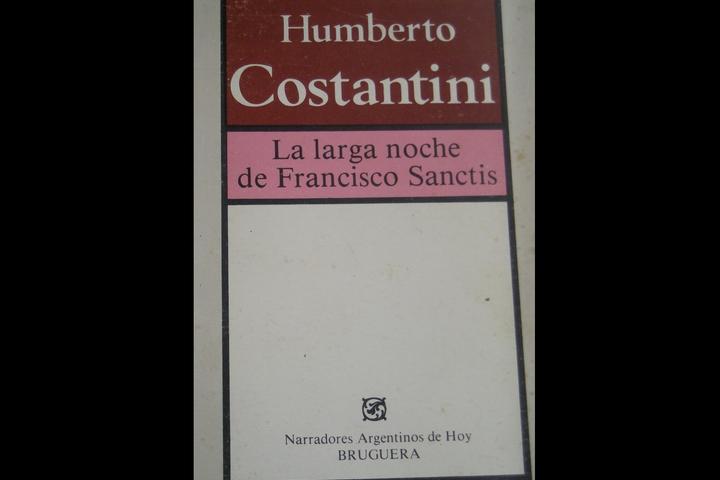 Humberto
Costantini
La larga noche
de Francisco Sanctis
Narradores Argentinos de Hoy
BRUGUERA